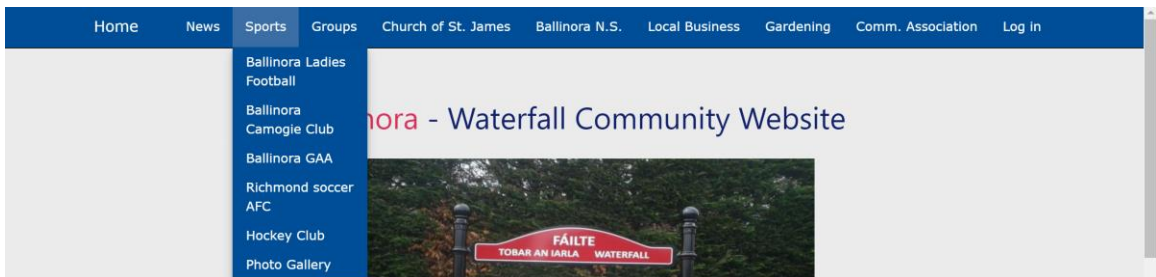 Home News Sports Groups Church of St. James Ballinora N.S. Local Business Gardening Comm. Association Log in
Ballinora Ladies
Football
Ballinora
Camogie Club
Ballinora GAA
Richmond soccer
AFC
Hockey Club
Photo Gallery
nora - Waterfall Community Website
FÁILTE
TOBAR AN IARLA WATERFALL